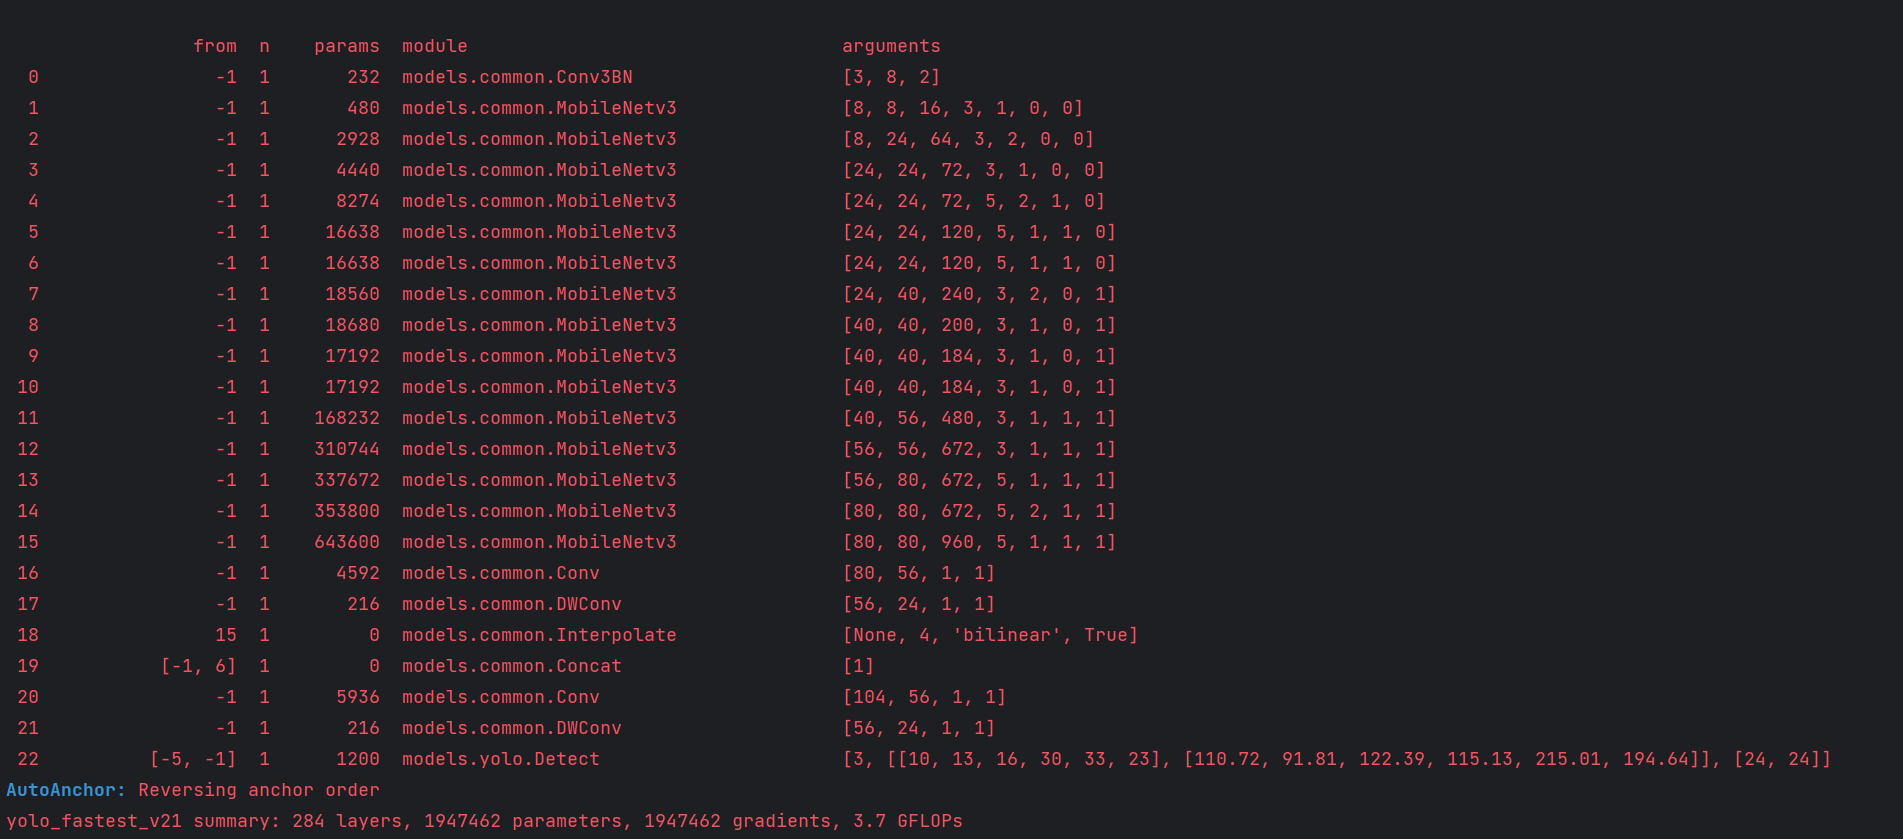 from n params module arguments
0 -1 1 232 models.common.Conv3BN [3, 8, 2]
1 -1 1 480 models.common.MobileNetv3 [8, 8, 16, 3, 1, 0, 0]
2 -1 1 2928 models.common.MobileNetv3 [8, 24, 64, 3, 2, 0, 0]
3 -1 1 4440 models.common.MobileNetv3 [24, 24, 72, 3, 1, 0, 0]
4 -1 1 8274 models.common.MobileNetv3 [24, 24, 72, 5, 2, 1, 0]
5 -1 1 16638 models.common.MobileNetv3 [24, 24, 120, 5, 1, 1, 0]
6 -1 1 16638 models.common.MobileNetv3 [24, 24, 120, 5, 1, 1, 0]
7 -1 1 18560 models.common.MobileNetv3 [24, 40, 240, 3, 2, 0, 1]
8 -1 1 18680 models.common.MobileNetv3 [40, 40, 200, 3, 1, 0, 1]
9 -1 1 17192 models.common.MobileNetv3 [40, 40, 184, 3, 1, 0, 1]
10 -1 1 17192 models.common.MobileNetv3 [40, 40, 184, 3, 1, 0, 1]
11 -1 1 168232 models.common.MobileNetv3 [40, 56, 480, 3, 1, 1, 1]
12 -1 1 310744 models.common.MobileNetv3 [56, 56, 672, 3, 1, 1, 1]
13 -1 1 337672 models.common.MobileNetv3 [56, 80, 672, 5, 1, 1, 1]
14 -1 1 353800 models.common.MobileNetv3 [80, 80, 672, 5, 2, 1, 1]
15 -1 1 643600 models.common.MobileNetv3 [80, 80, 960, 5, 1, 1, 1]
16 -1 1 4592 models.common.Conv [80, 56, 1, 1]
17 -1 1 216 models.common.DWConv [56, 24, 1, 1]
18 15 1 0 models.common.Interpolate [None, 4, 'bilinear', True]
19 [-1, 6] 1 0 models.common.Concat [1]
20 -1 1 5936 models.common.Conv [104, 56, 1, 1]
21 -1 1 216 models.common.DWConv [56, 24, 1, 1]
22 [-5, -1] 1 1200 models.yolo.Detect [3, [[10, 13, 16, 30, 33, 23], [110.72, 91.81, 122.39, 115.13, 215.01, 194.64]], [24, 24]]
AutoAnchor: Reversing anchor order
yolo_fastest_v21 summary: 284 layers, 1947462 parameters, 1947462 gradients, 3.7 GFLOPs